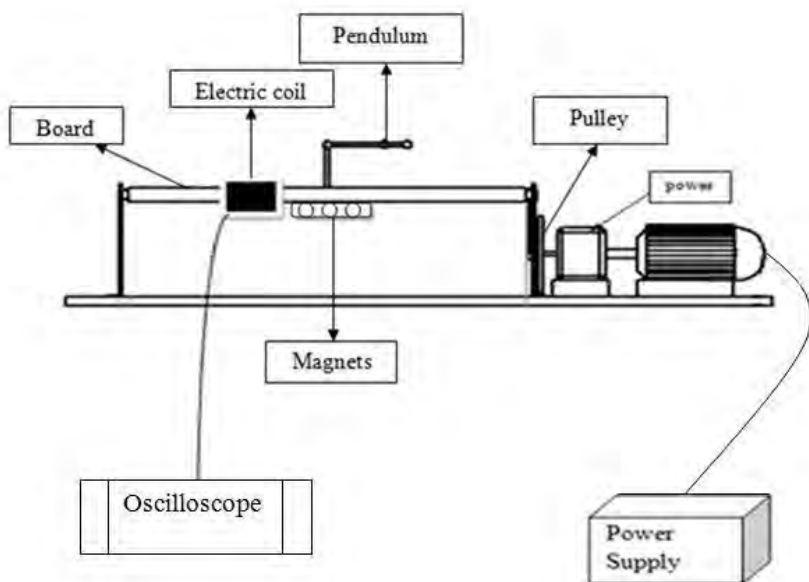 Pendulum
Electric coil
Board
Pulley
power
Magnets
Oscilloscope
Power
Supply